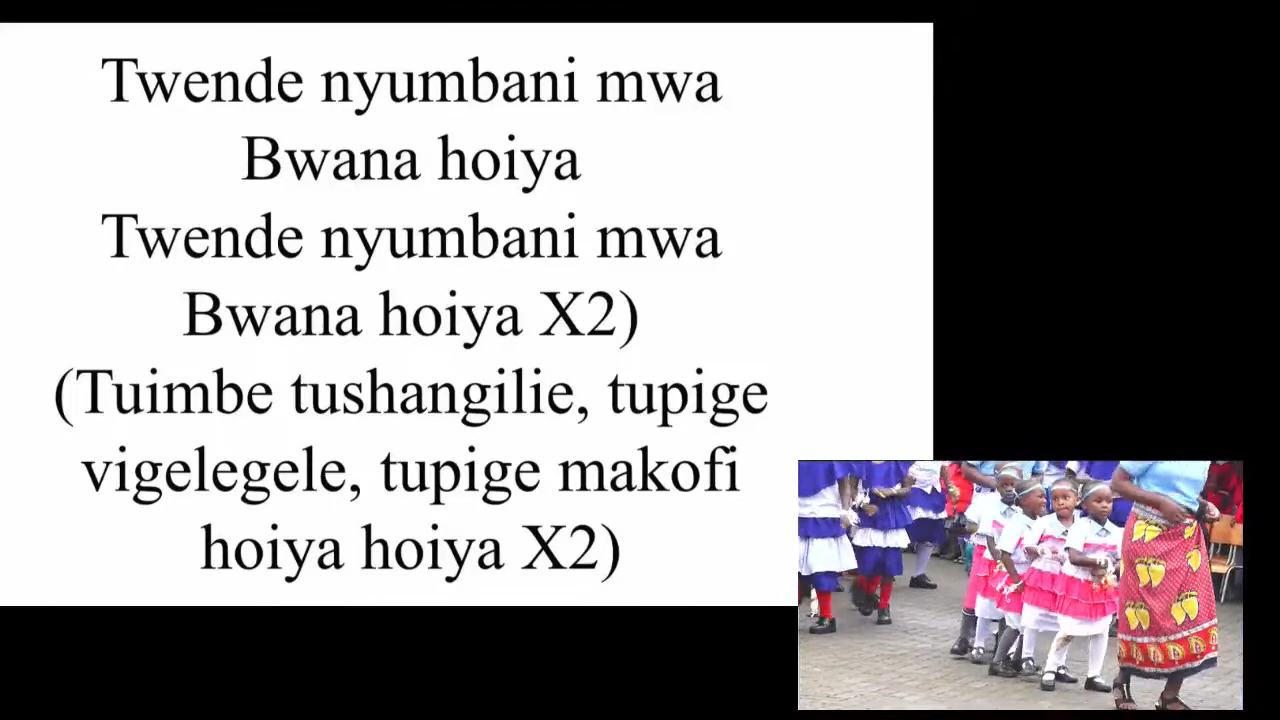 Twende nyumbani mwa
Bwana hoiya
Twende nyumbani mwa
Bwana hoiya X2)
(Tuimbe tushangilie, tupige
vigelegele, tupige makofi
hoiya hoiya X2)